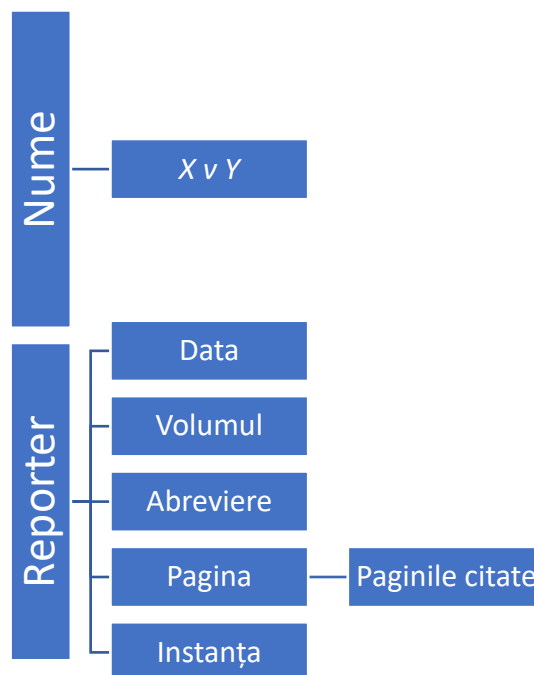 Nume
X v Y
Reporter
Data
Volumul
Abreviere
Pagina
Paginile citate
Instanța